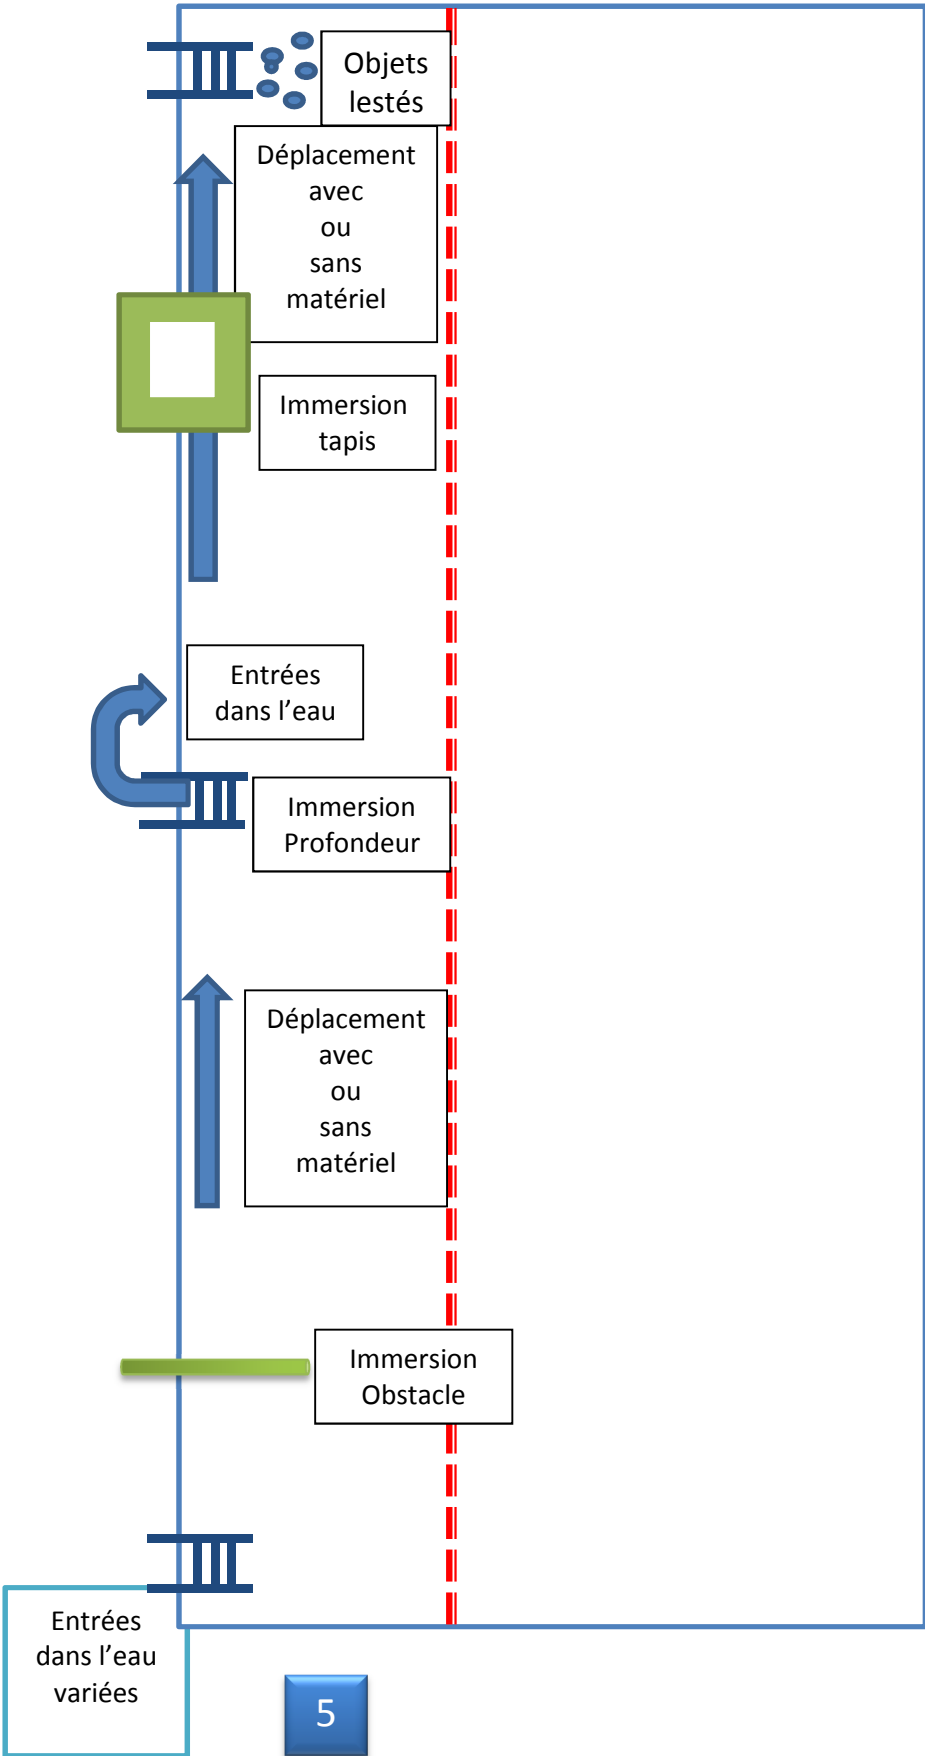 Objets
lestés
Déplacement
avec
ou
sans
matériel
Immersion
tapis
Entrées
dans l’eau
Immersion
Profondeur
Déplacement
avec
ou
sans
matériel
Immersion
Obstacle
Entrées
dans l’eau
variées
5